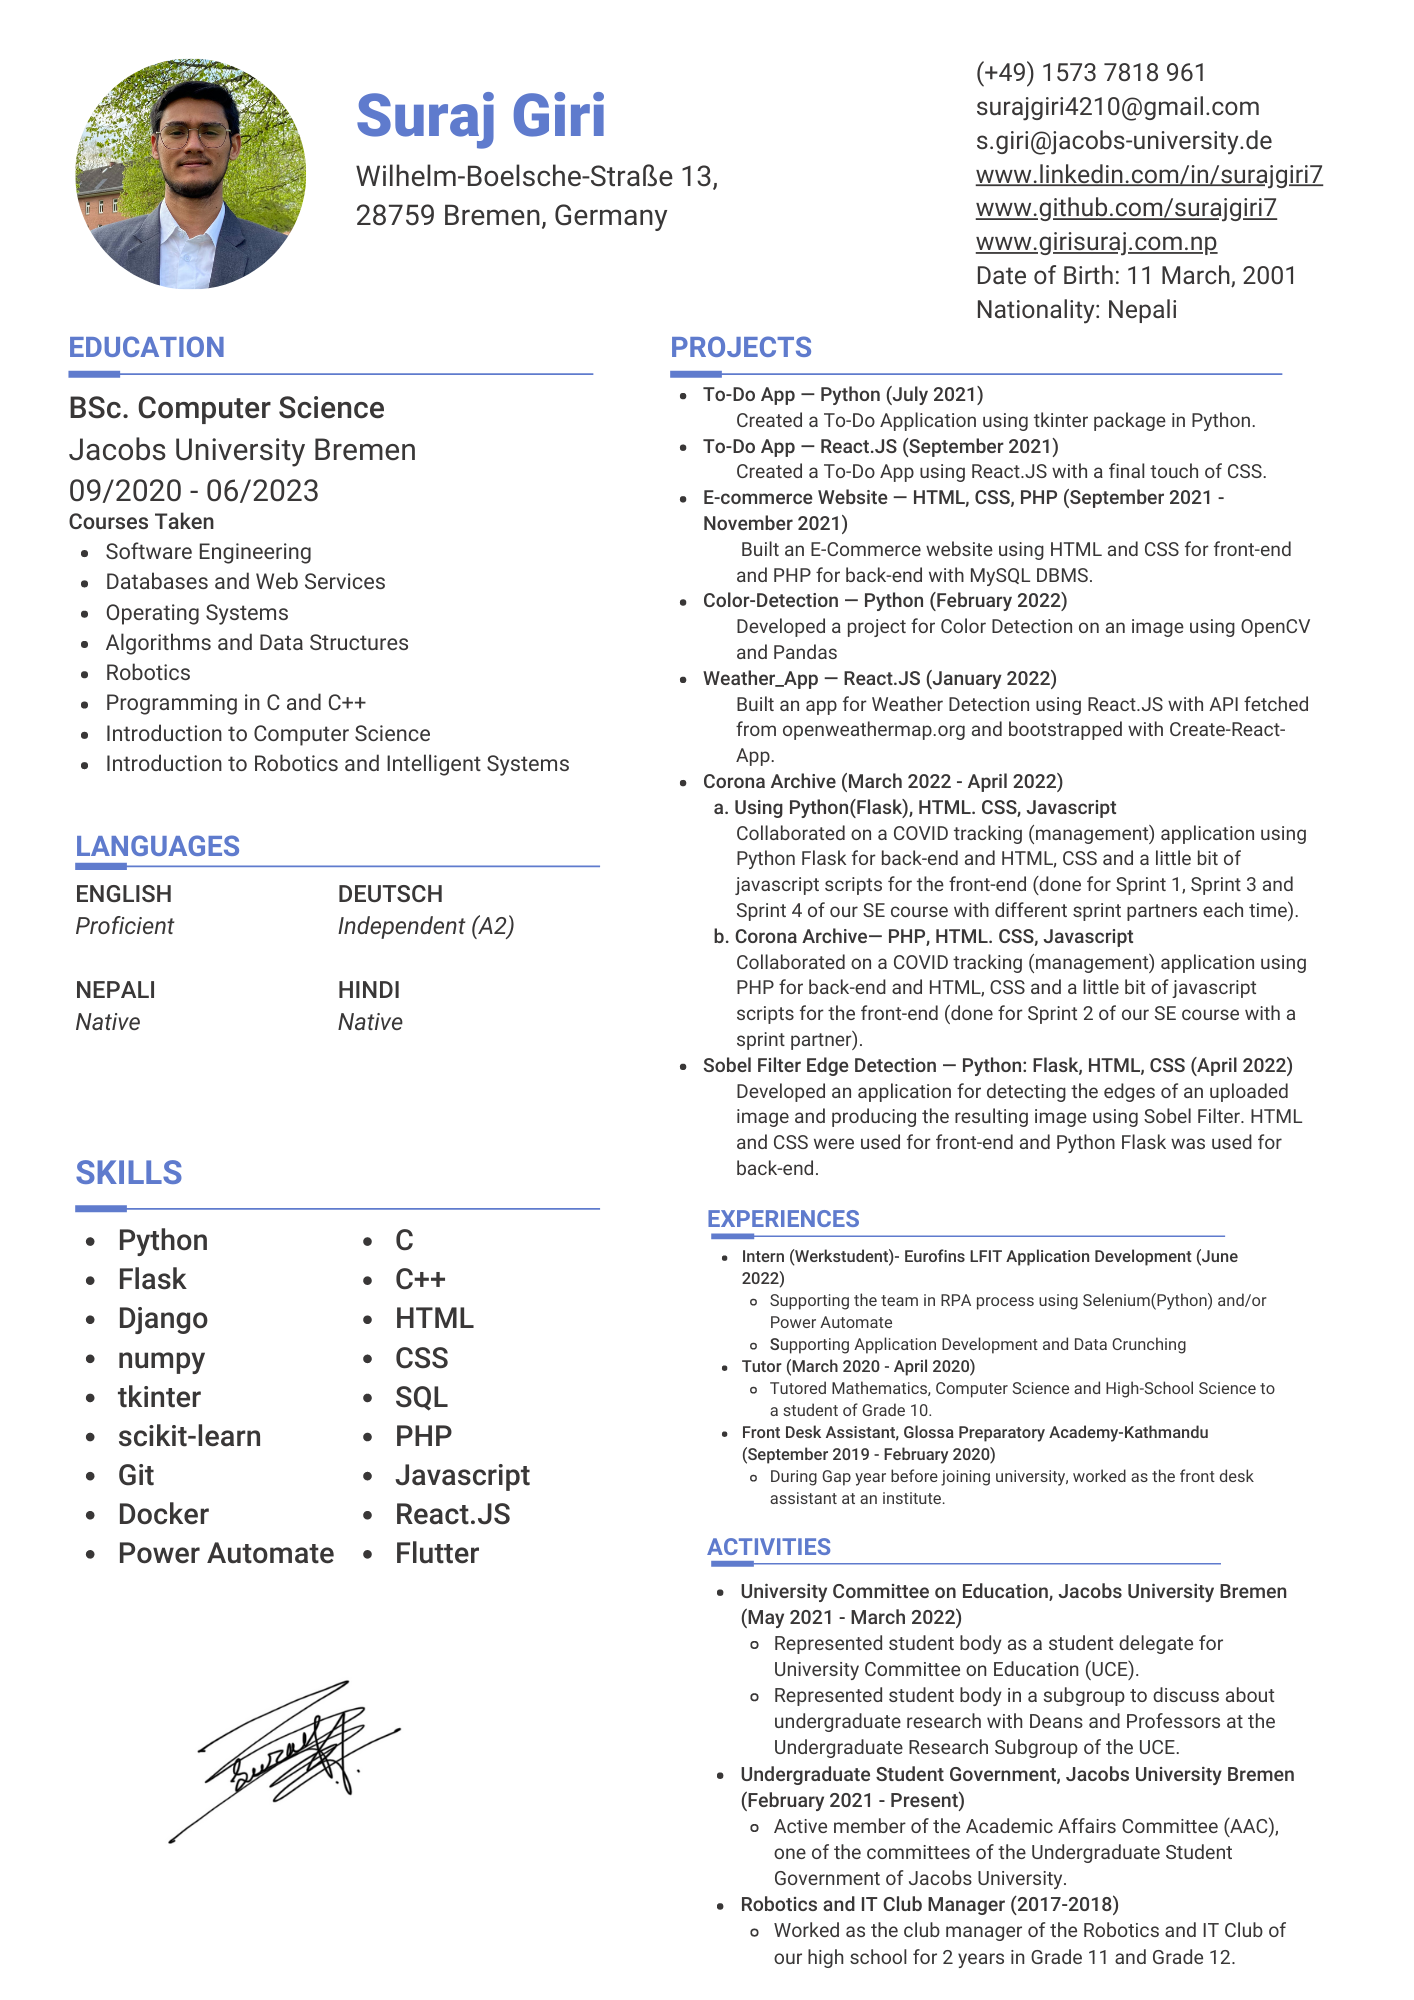 Suraj Giri
Wilhelm-Boelsche-Straße 13,
28759 Bremen, Germany
(+49) 1573 7818 961
surajgiri4210@gmail.com
s.giri@jacobs-university.de
www.linkedin.com/in/surajgiri7
www.github.com/surajgiri7
www.girisuraj.com.np
Date of Birth: 11 March, 2001
Nationality: Nepali
EDUCATION
BSc. Computer Science
Jacobs University Bremen
09/2020 - 06/2023
Courses Taken
• Software Engineering
• Databases and Web Services
• Operating Systems
• Algorithms and Data Structures
• Robotics
• Programming in C and C++
• Introduction to Computer Science
• Introduction to Robotics and Intelligent Systems
LANGUAGES
ENGLISH
Proficient
DEUTSCH
Independent (A2)
NEPALI
Native
HINDI
Native
SKILLS
• Python
• Flask
• Django
• numpy
• tkinter
• scikit-learn
• Git
• Docker
• Power Automate
• C
• C++
• HTML
• CSS
• SQL
• PHP
• Javascript
• React.JS
• Flutter
Suraj
PROJECTS
• To-Do App — Python (July 2021)
Created a To-Do Application using tkinter package in Python.
• To-Do App — React.JS (September 2021)
Created a To-Do App using React.JS with a final touch of CSS.
• E-commerce Website — HTML, CSS, PHP (September 2021 -
November 2021)
Built an E-Commerce website using HTML and CSS for front-end
and PHP for back-end with MySQL DBMS.
• Color-Detection — Python (February 2022)
Developed a project for Color Detection on an image using OpenCV
and Pandas
• Weather_App — React.JS (January 2022)
Built an app for Weather Detection using React.JS with API fetched
from openweathermap.org and bootstrapped with Create-React-
App.
• Corona Archive (March 2022 - April 2022)
a. Using Python(Flask), HTML. CSS, Javascript
Collaborated on a COVID tracking (management) application using
Python Flask for back-end and HTML, CSS and a little bit of
javascript scripts for the front-end (done for Sprint 1, Sprint 3 and
Sprint 4 of our SE course with different sprint partners each time).
b. Corona Archive— PHP, HTML. CSS, Javascript
Collaborated on a COVID tracking (management) application using
PHP for back-end and HTML, CSS and a little bit of javascript
scripts for the front-end (done for Sprint 2 of our SE course with a
sprint partner).
• Sobel Filter Edge Detection — Python: Flask, HTML, CSS (April 2022)
Developed an application for detecting the edges of an uploaded
image and producing the resulting image using Sobel Filter. HTML
and CSS were used for front-end and Python Flask was used for
back-end.
EXPERIENCES
• Intern (Werkstudent)- Eurofins LFIT Application Development (June
2022)
◦ Supporting the team in RPA process using Selenium(Python) and/or
Power Automate
◦ Supporting Application Development and Data Crunching
• Tutor (March 2020 - April 2020)
◦ Tutored Mathematics, Computer Science and High-School Science to
a student of Grade 10.
• Front Desk Assistant, Glossa Preparatory Academy-Kathmandu
(September 2019 - February 2020)
◦ During Gap year before joining university, worked as the front desk
assistant at an institute.
ACTIVITIES
• University Committee on Education, Jacobs University Bremen
(May 2021 - March 2022)
◦ Represented student body as a student delegate for
University Committee on Education (UCE).
◦ Represented student body in a subgroup to discuss about
undergraduate research with Deans and Professors at the
Undergraduate Research Subgroup of the UCE.
• Undergraduate Student Government, Jacobs University Bremen
(February 2021 - Present)
◦ Active member of the Academic Affairs Committee (AAC),
one of the committees of the Undergraduate Student
Government of Jacobs University.
• Robotics and IT Club Manager (2017-2018)
◦ Worked as the club manager of the Robotics and IT Club of
our high school for 2 years in Grade 11 and Grade 12.